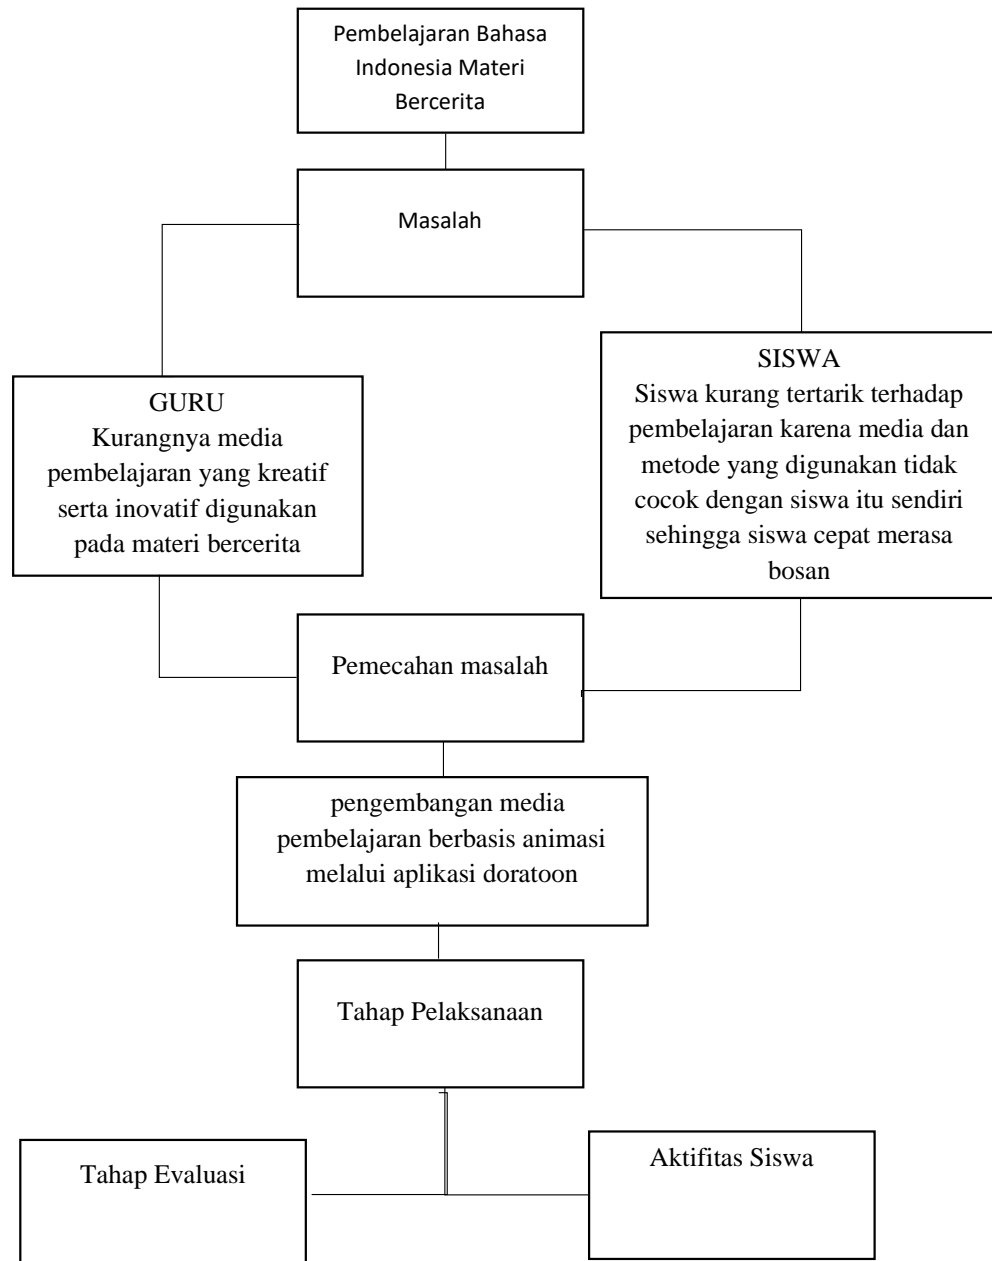 Pembelajaran Bahasa
Indonesia Materi
Bercerita
Masalah
GURU
Kurangnya media
pembelajaran yang kreatif
serta inovatif digunakan
pada materi bercerita
SISWA
Siswa kurang tertarik terhadap
pembelajaran karena media dan
metode yang digunakan tidak
cocok dengan siswa itu sendiri
sehingga siswa cepat merasa
bosan
Pemecahan masalah
pengembangan media
pembelajaran berbasis animasi
melalui aplikasi doratoon
Tahap Pelaksanaan
Tahap Evaluasi
Aktifitas Siswa